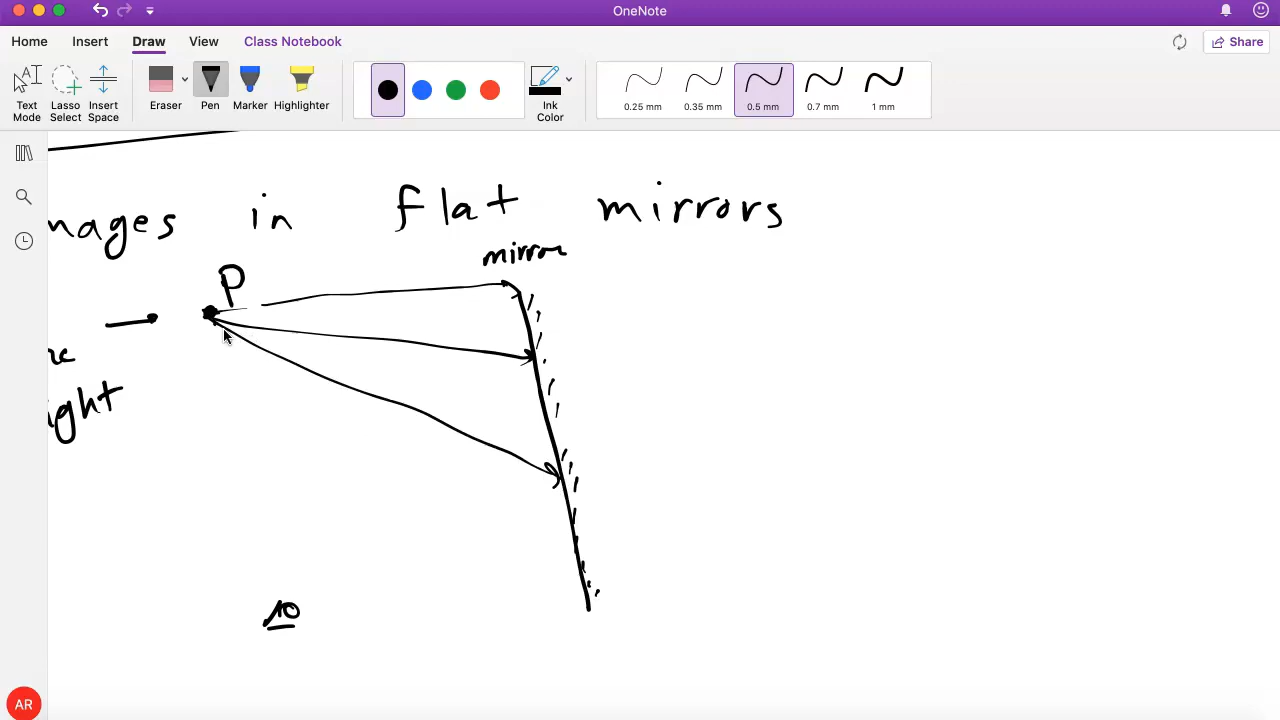 OneNote
Home Insert Draw View Class Notebook Share
Text Mode
Lasso Select
Insert Space
Eraser
Pen
Marker
Highlighter
Ink Color
0.25 mm
0.35 mm
0.5 mm
0.7 mm
1 mm
mages in flat mirrors
mirror
P
ight
AR